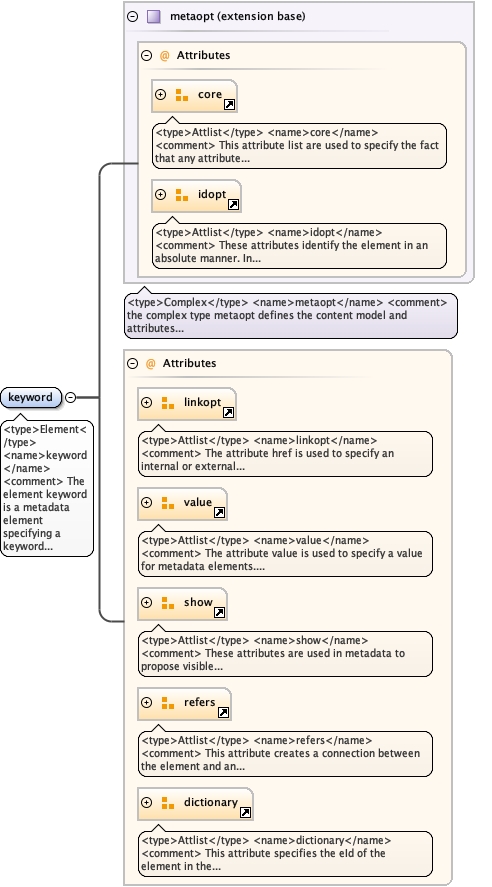 metaopt (extension base)
@ Attributes
core
<type>Attlist</type> <name>core</name>
<comment> This attribute list are used to specify the fact
that any attribute...
idopt
<type>Attlist</type> <name>idopt</name>
<comment> These attributes identify the element in an
absolute manner. In...
<type>Complex</type> <name>metaopt</name> <comment>
the complex type metaopt defines the content model and
attributes...
keyword
<type>Element<
/type>
<name>keyword
</name>
<comment> The
element keyword
is a metadata
element
specifying a
keyword...
@ Attributes
linkopt
<type>Attlist</type> <name>linkopt</name>
<comment> The attribute href is used to specify an
internal or external...
value
<type>Attlist</type> <name>value</name>
<comment> The attribute value is used to specify a value
for metadata elements....
show
<type>Attlist</type> <name>show</name>
<comment> These attributes are used in metadata to
propose visible...
refers
<type>Attlist</type> <name>refers</name>
<comment> This attribute creates a connection between
the element and an...
dictionary
<type>Attlist</type> <name>dictionary</name>
<comment> This attribute specifies the eId of the
element in the...